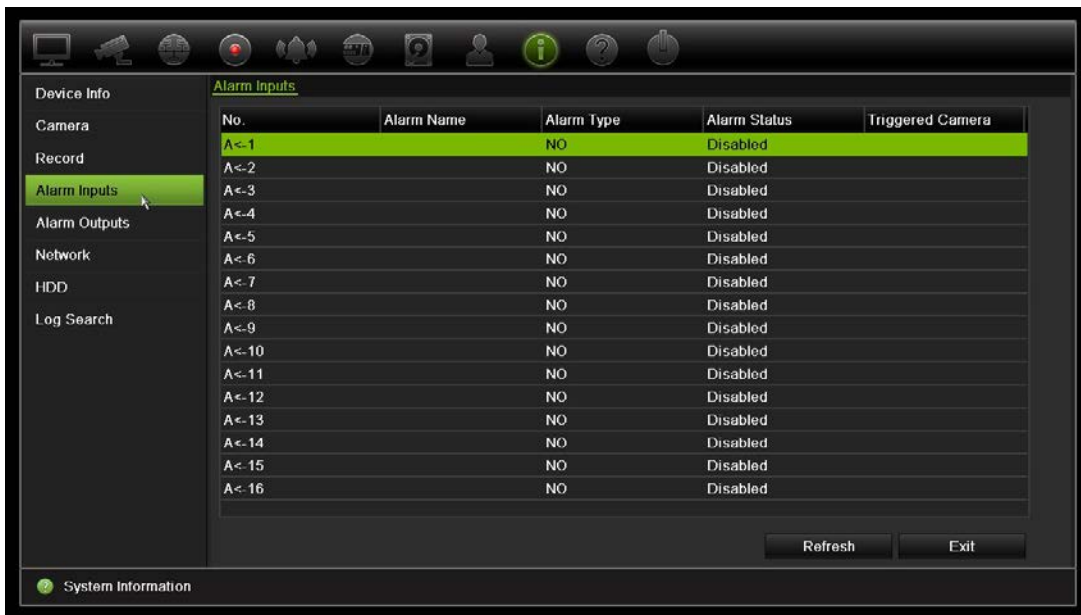 Device Info
Camera
Record
Alarm Inputs
Alarm Outputs
Network
HDD
Log Search
Alarm Inputs
No. Alarm Name Alarm Type Alarm Status Triggered Camera
A<-1 NO Disabled
A<-2 NO Disabled
A<-3 NO Disabled
A<-4 NO Disabled
A<-5 NO Disabled
A<-6 NO Disabled
A<-7 NO Disabled
A<-8 NO Disabled
A<-9 NO Disabled
A<-10 NO Disabled
A<-11 NO Disabled
A<-12 NO Disabled
A<-13 NO Disabled
A<-14 NO Disabled
A<-15 NO Disabled
A<-16 NO Disabled
Refresh Exit
System Information